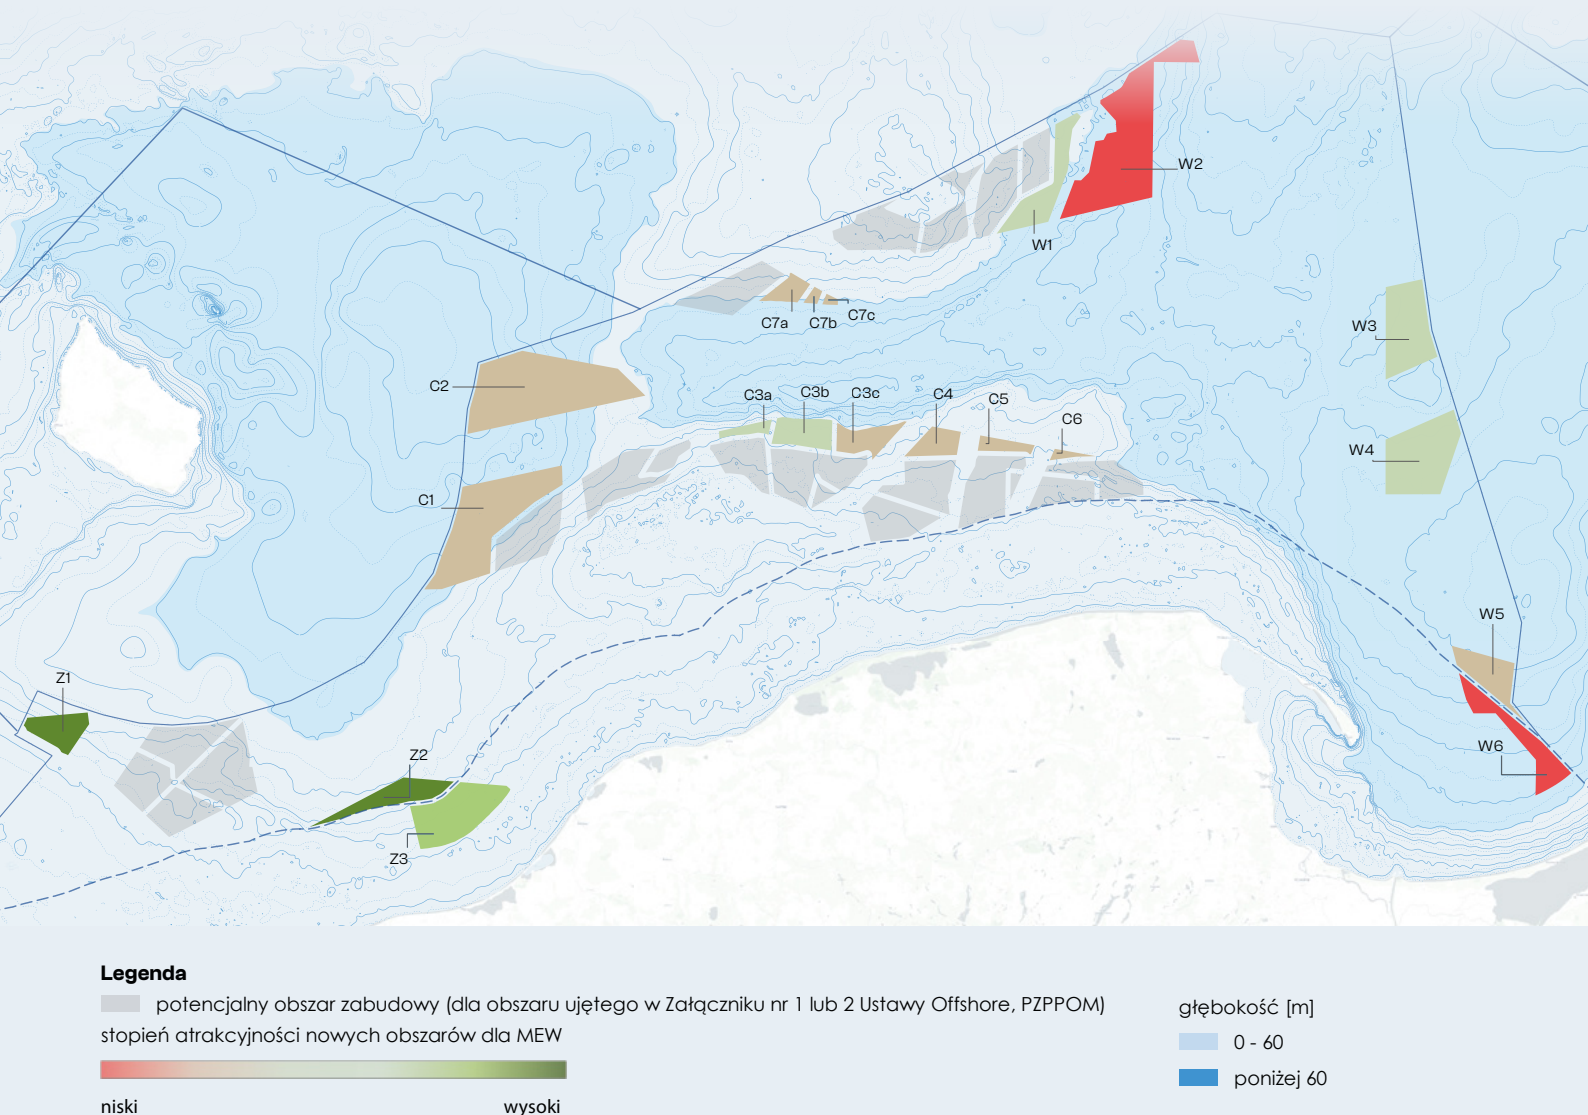 W2
W1
C7a
C7b
C7c
W3
C2
C3a
C3b
C3c
C4
C5
C6
W4
C1
W5
Z1
W6
Z2
Z3
Legenda
potencjalny obszar zabudowy (dla obszaru ujętego w Załączniku nr 1 lub 2 Ustawy Offshore, PZPPOM)
stopień atrakcyjności nowych obszarów dla MEW
niski
wysoki
głębokość [m]
0 - 60
poniżej 60